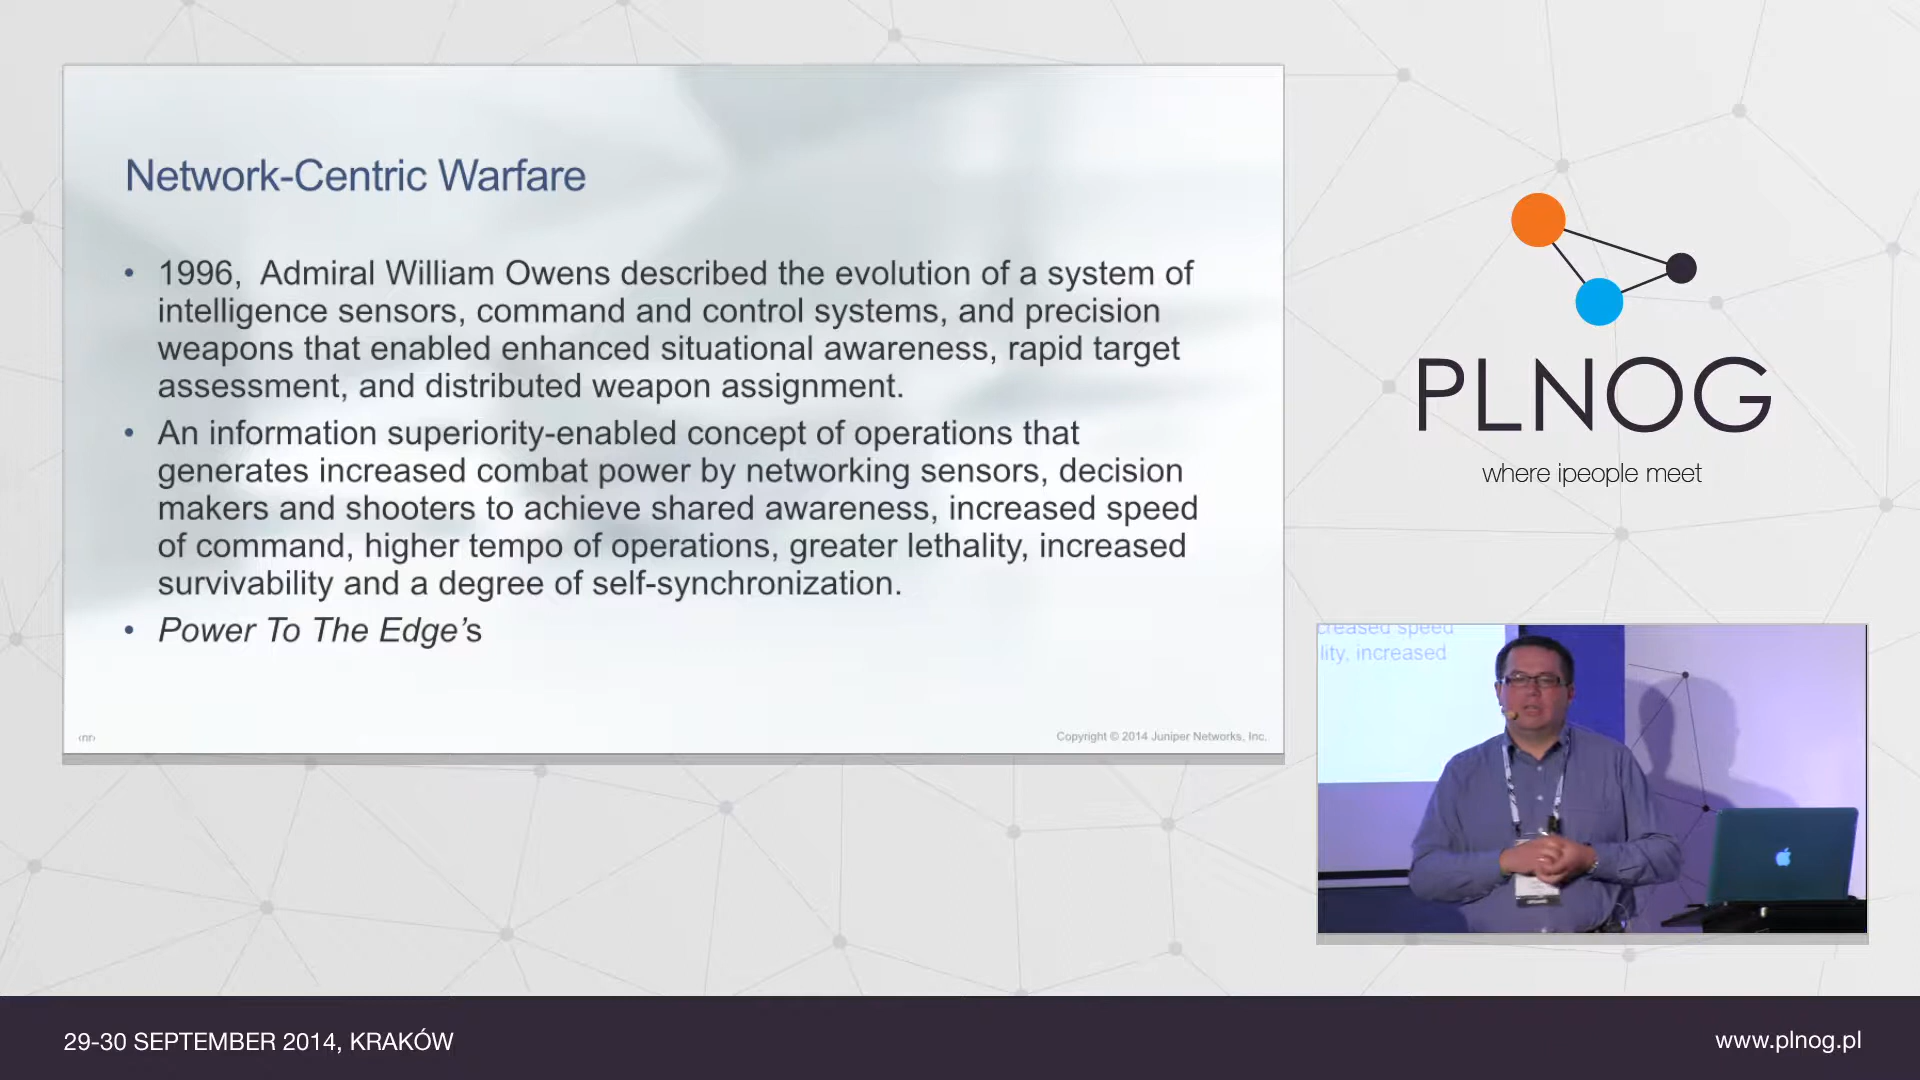 Network-Centric Warfare
• 1996,  Admiral William Owens described the evolution of a system of
intelligence sensors, command and control systems, and precision
weapons that enabled enhanced situational awareness, rapid target
assessment, and distributed weapon assignment.
• An information superiority-enabled concept of operations that
generates increased combat power by networking sensors, decision
makers and shooters to achieve shared awareness, increased speed
of command, higher tempo of operations, greater lethality, increased
survivability and a degree of self-synchronization.
• Power To The Edge’s
‹nr›
Copyright © 2014 Juniper Networks, Inc.
PLNOG
where ipeople meet
creased speed
lity, increased
29-30 SEPTEMBER 2014, KRAKÓW
www.plnog.pl